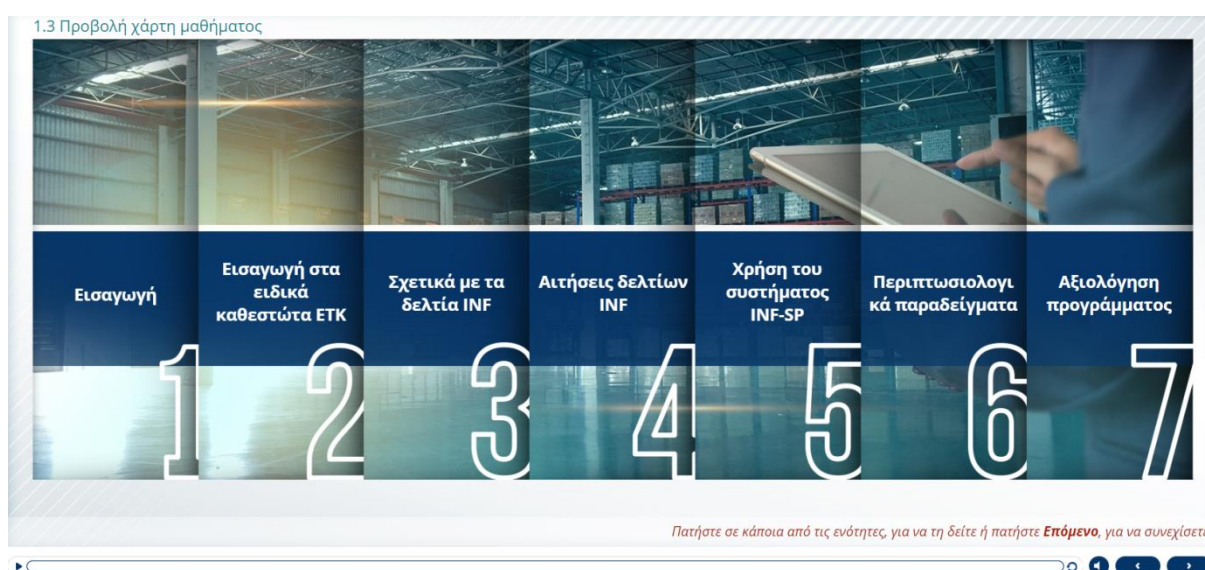 1.3 Προβολή χάρτη μαθήματος
Εισαγωγή
1
Εισαγωγή στα
ειδικά
καθεστώτα ΕΤΚ
2
Σχετικά με τα
δελτία INF
3
Αιτήσεις δελτίων
INF
4
Χρήση του
συστήματος
INF-SP
5
Περιπτωσιολογι
κά παραδείγματα
6
Αξιολόγηση
προγράμματος
7
Πατήστε σε κάποια από τις ενότητες, για να τη δείτε ή πατήστε Επόμενο, για να συνεχίσετε